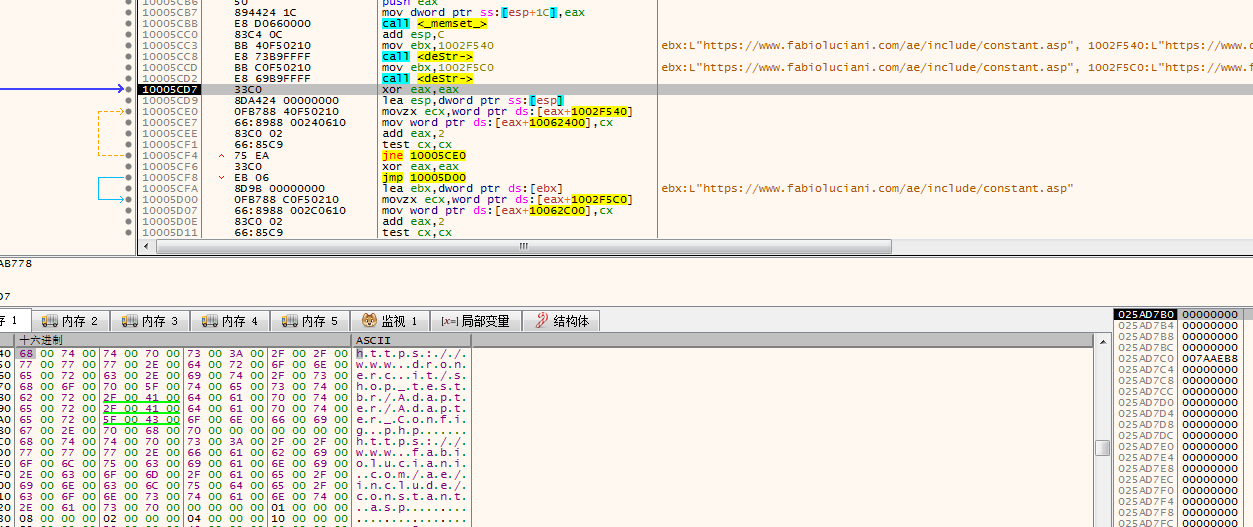 10005CB6 50 push eax
10005CB7 894424 1C mov dword ptr ss:[esp+1C],eax
10005CBB E8 D0660000 call <_memset_>
10005CC0 83C4 0C add esp,C
10005CC3 BB 40F50210 mov ebx,1002F540 ebx:L"https://www.fabioluciani.com/ae/include/constant.asp", 1002F540:L"https://www.
10005CC8 E8 73B9FFFF call <deStr->
10005CCD BB C0F50210 mov ebx,1002F5C0 ebx:L"https://www.fabioluciani.com/ae/include/constant.asp", 1002F5C0:L"https://www.f
10005CD2 E8 69B9FFFF call <deStr->
10005CD7 33C0 xor eax,eax
10005CD9 8DA424 00000000 lea esp,dword ptr ss:[esp]
10005CE0 0FB788 40F50210 movzx ecx,word ptr ds:[eax+1002F540]
10005CE7 66:8988 00240610 mov word ptr ds:[eax+10062400],cx
10005CEE 83C0 02 add eax,2
10005CF1 66:85C9 test cx,cx
10005CF4 75 EA jne 10005CE0
10005CF6 33C0 xor eax,eax
10005CF8 EB 06 jmp 10005D00
10005CFA 8D9B 00000000 lea ebx,dword ptr ds:[ebx] ebx:L"https://www.fabioluciani.com/ae/include/constant.asp"
10005D00 0FB788 C0F50210 movzx ecx,word ptr ds:[eax+1002F5C0]
10005D07 66:8988 002C0610 mov word ptr ds:[eax+10062C00],cx
10005D0E 83C0 02 add eax,2
10005D11 66:85C9 test cx,cx
AB778
D7
存 1 内存 2 内存 3 内存 4 内存 5 监视 1 [x=] 局部变量 结构体
十六进制 ASCII
40 68 00 74 00 74 00 70 00 73 00 3A 00 2F 00 2F 00 h.t.t.p.s.:././.
50 77 00 77 00 77 00 2E 00 64 00 72 00 6F 00 6E 00 w.w.w...d.r.o.n.
60 65 00 72 00 63 00 2E 00 69 00 74 00 2F 00 73 00 e.r.c...i.t./.s.
70 68 00 6F 00 70 00 5F 00 74 00 65 00 73 00 74 00 h.o.p._.t.e.s.t.
80 62 00 72 00 2F 00 41 00 64 00 61 00 70 00 74 00 b.r./.A.d.a.p.t.
90 65 00 72 00 2F 00 41 00 64 00 61 00 70 00 74 00 e.r./.A.d.a.p.t.
A0 65 00 72 00 5F 00 43 00 6F 00 6E 00 66 00 69 00 e.r._.C.o.n.f.i.
B0 67 00 2E 00 70 00 68 00 70 00 00 00 00 00 00 00 g...p.h.p.......
C0 68 00 74 00 74 00 70 00 73 00 3A 00 2F 00 2F 00 h.t.t.p.s.:././.
D0 77 00 77 00 77 00 2E 00 66 00 61 00 62 00 69 00 w.w.w...f.a.b.i.
E0 6F 00 6C 00 75 00 63 00 69 00 61 00 6E 00 69 00 o.l.u.c.i.a.n.i.
F0 2E 00 63 00 6F 00 6D 00 2F 00 61 00 65 00 2F 00 ..c.o.m./.a.e./.
00 69 00 6E 00 63 00 6C 00 75 00 64 00 65 00 2F 00 i.n.c.l.u.d.e./.
10 63 00 6F 00 6E 00 73 00 74 00 61 00 6E 00 74 00 c.o.n.s.t.a.n.t.
20 2E 00 61 00 73 00 70 00 00 00 00 00 01 00 00 00 ..a.s.p.........
30 08 00 00 00 02 00 00 00 04 00 00 00 10 00 00 00 ................
025AD7B0 00000000
025AD7B4 00000000
025AD7B8 00000000
025AD7BC 00000000
025AD7C0 007AAEB8
025AD7C4 00000000
025AD7C8 00000000
025AD7CC 00000000
025AD7D0 00000000
025AD7D4 00000000
025AD7D8 00000000
025AD7DC 00000000
025AD7E0 00000000
025AD7E4 00000000
025AD7E8 00000000
025AD7EC 00000000
025AD7F0 00000000
025AD7F4 00000000
025AD7F8 00000000
025AD7FC 00000000